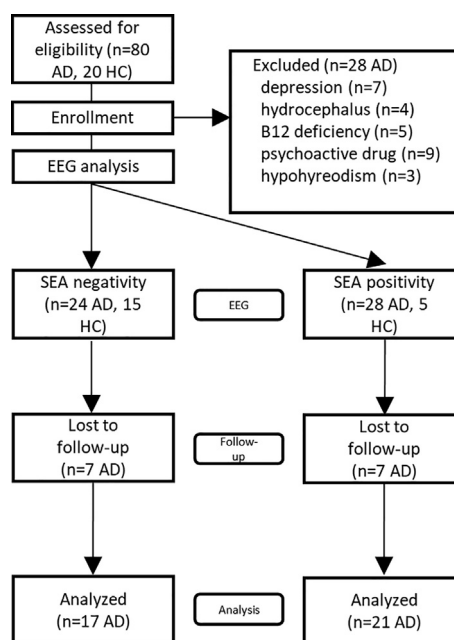 Assessed for
eligibility (n=80
AD, 20 HC)
Enrollment
EEG analysis
Excluded (n=28 AD)
depression (n=7)
hydrocephalus (n=4)
B12 deficiency (n=5)
psychoactive drug (n=9)
hypohyreodism (n=3)
SEA negativity
(n=24 AD, 15
HC)
EEG
SEA positivity
(n=28 AD, 5
HC)
Lost to
follow-up
(n=7 AD)
Follow-
up
Lost to
follow-up
(n=7 AD)
Analyzed
(n=17 AD)
Analysis
Analyzed
(n=21 AD)